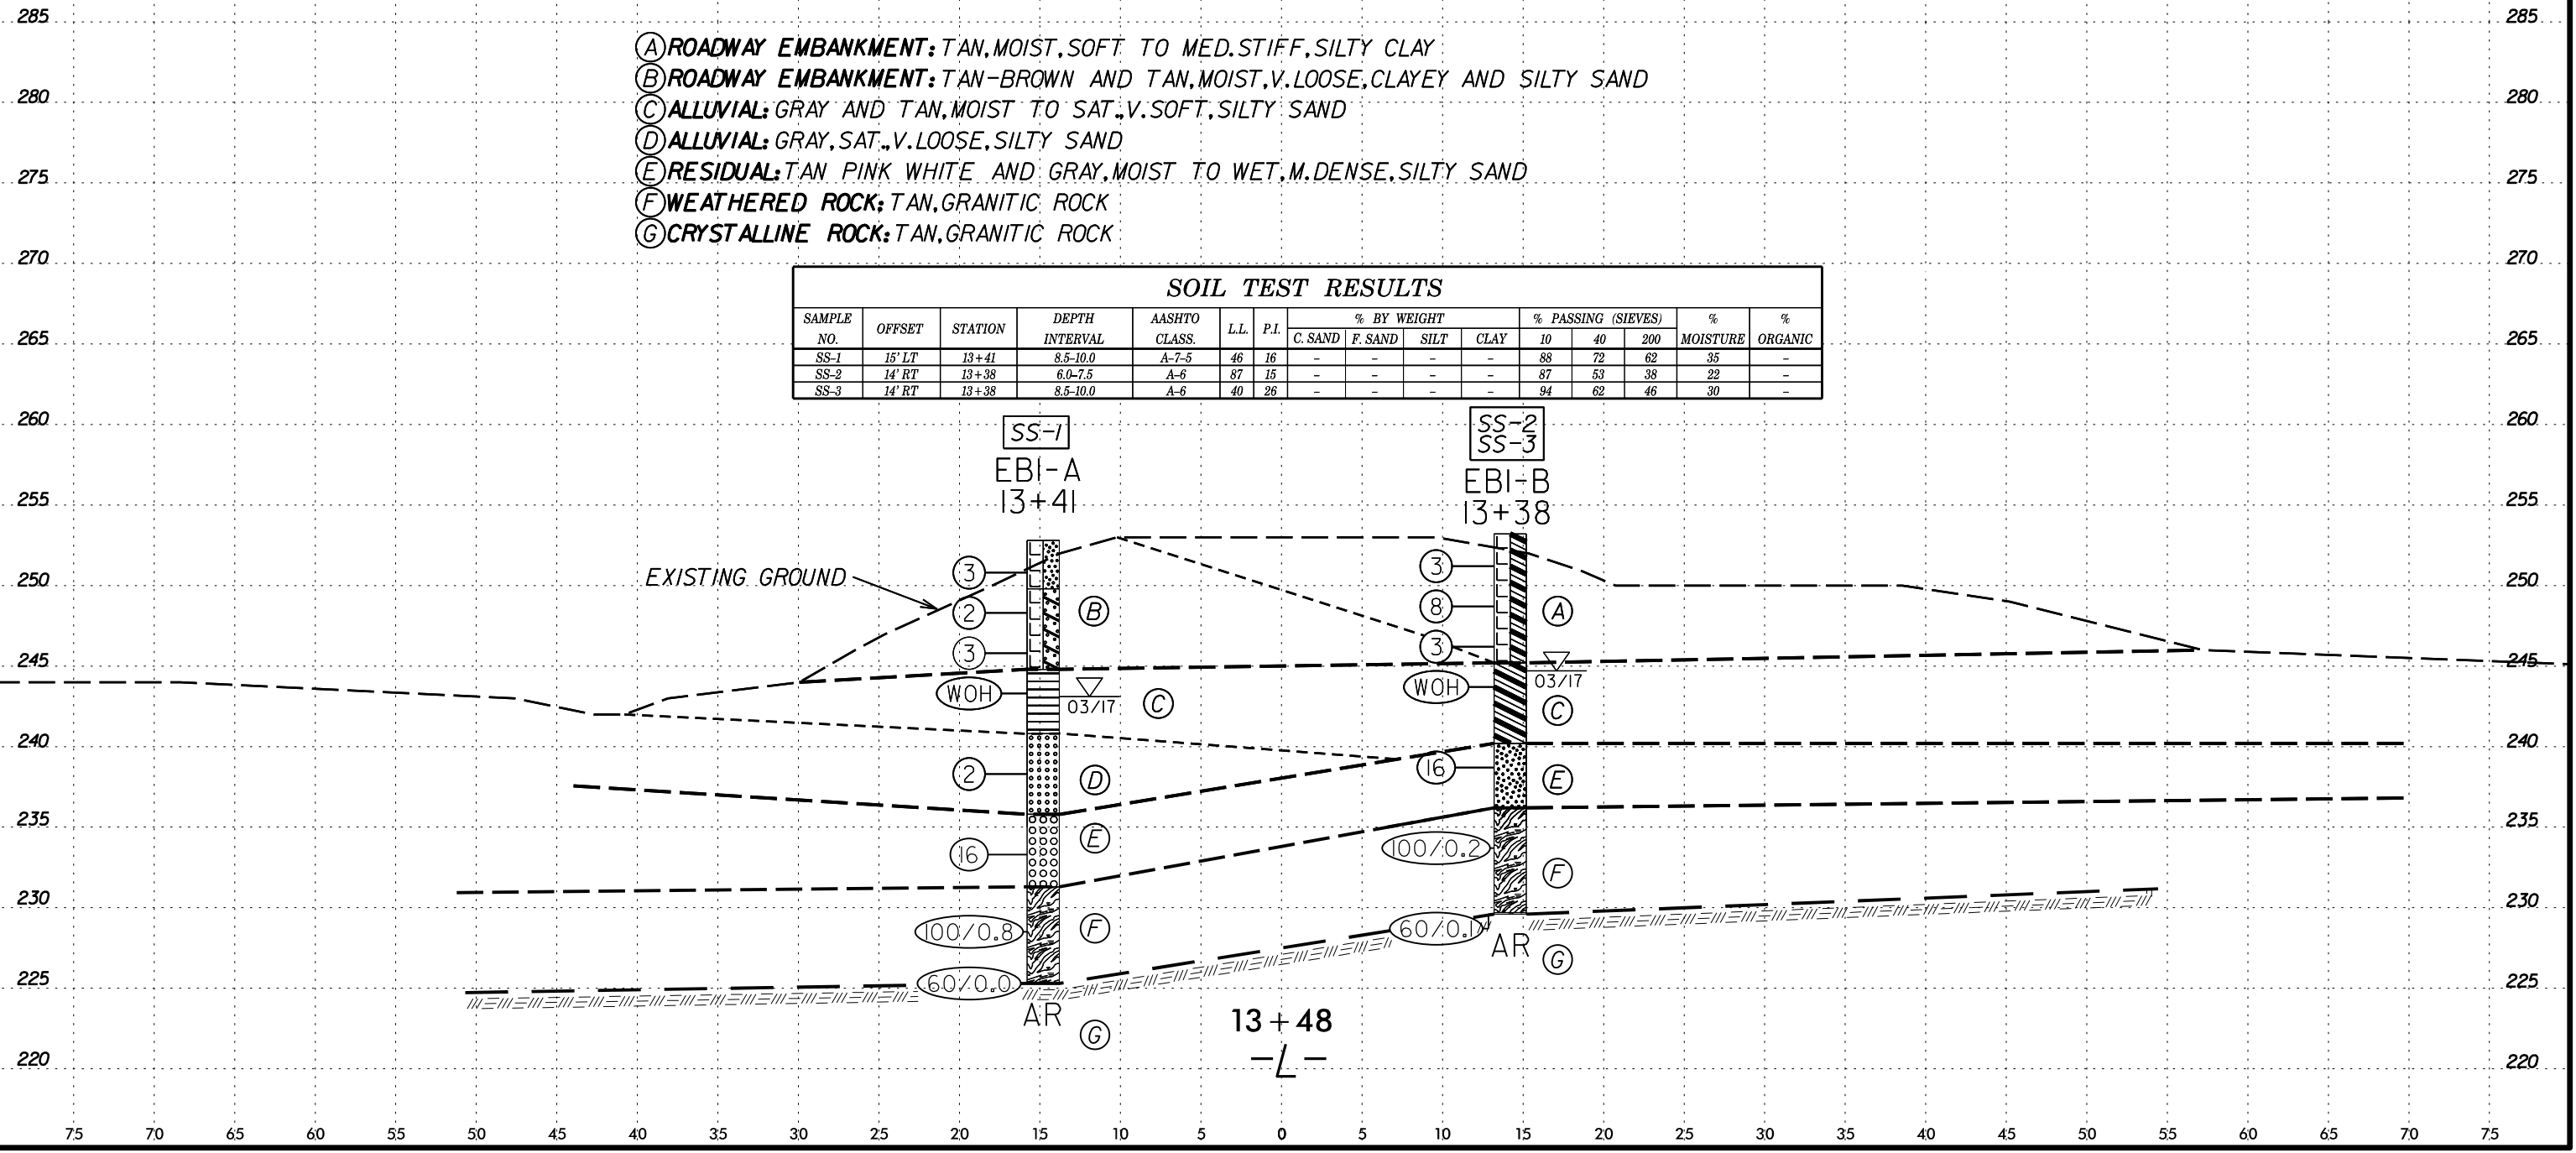 285 285
Ⓐ ROADWAY EMBANKMENT: TAN, MOIST, SOFT TO MED. STIFF, SILTY CLAY
Ⓑ ROADWAY EMBANKMENT: TAN-BROWN AND TAN, MOIST, V. LOOSE, CLAYEY AND SILTY SAND
280 280
Ⓒ ALLUVIAL: GRAY AND TAN, MOIST TO SAT., V. SOFT, SILTY SAND
Ⓓ ALLUVIAL: GRAY, SAT., V. LOOSE, SILTY SAND
275 275
Ⓔ RESIDUAL: TAN PINK WHITE AND GRAY, MOIST TO WET, M. DENSE, SILTY SAND
Ⓕ WEATHERED ROCK: TAN, GRANITIC ROCK
Ⓖ CRYSTALLINE ROCK: TAN, GRANITIC ROCK
270 270
SOIL TEST RESULTS
SAMPLE NO. OFFSET STATION DEPTH INTERVAL AASHTO CLASS. L.L. P.I. % BY WEIGHT % PASSING (SIEVES) % MOISTURE % ORGANIC
C. SAND F. SAND SILT CLAY 10 40 200
265 265
SS-1 15' LT 13+41 8.5-10.0 A-7-5 46 16 - - - - 88 72 62 35 -
SS-2 14' RT 13+38 6.0-7.5 A-6 87 15 - - - - 87 53 38 22 -
SS-3 14' RT 13+38 8.5-10.0 A-6 40 26 - - - - 94 62 46 30 -
260 260
SS-1
EB1-A
13+41
SS-2
SS-3
EB1-B
13+38
255 255
EXISTING GROUND
3 3
250 250
2 B 8 A
3 3
245 245
WOH 03/17 C WOH 03/17 C
240 240
2 D 16 E
235 235
16 E 100/0.2 F
230 230
100/0.8 F 60/0.1 AR G
225 225
60/0.0
AR G
13+48
-L-
220 220
75 70 65 60 55 50 45 40 35 30 25 20 15 10 5 0 5 10 15 20 25 30 35 40 45 50 55 60 65 70 75